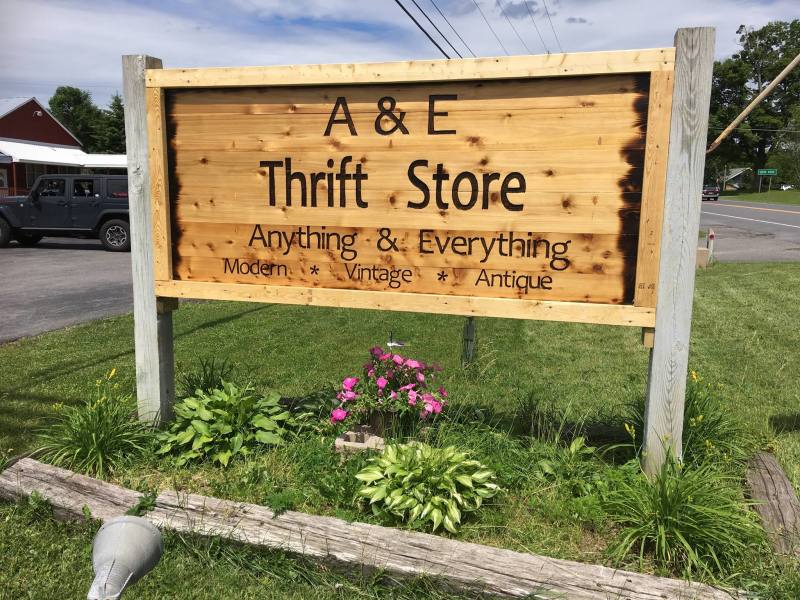 A & E
Thrift Store
Anything & Everything
Modern * Vintage * Antique